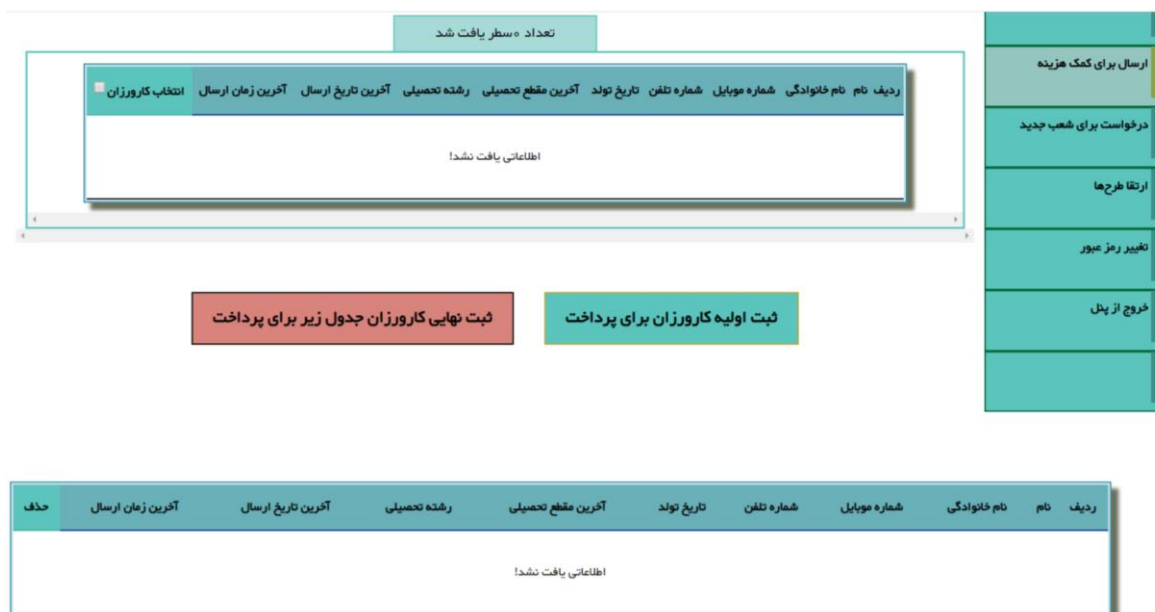 تعداد ۰سطر یافت شد
ردیف نام نام خانوادگی شماره موبایل شماره تلفن تاریخ تولد آخرین مقطع تحصیلی رشته تحصیلی آخرین تاریخ ارسال آخرین زمان ارسال انتخاب کارورزان
اطلاعاتی یافت نشد!
ارسال برای کمک هزینه
درخواست برای شعب جدید
ارتقا طرح‌ها
تغییر رمز عبور
خروج از پنل
ثبت اولیه کارورزان برای پرداخت
ثبت نهایی کارورزان جدول زیر برای پرداخت
ردیف نام نام خانوادگی شماره موبایل شماره تلفن تاریخ تولد آخرین مقطع تحصیلی رشته تحصیلی آخرین تاریخ ارسال آخرین زمان ارسال حذف
اطلاعاتی یافت نشد!